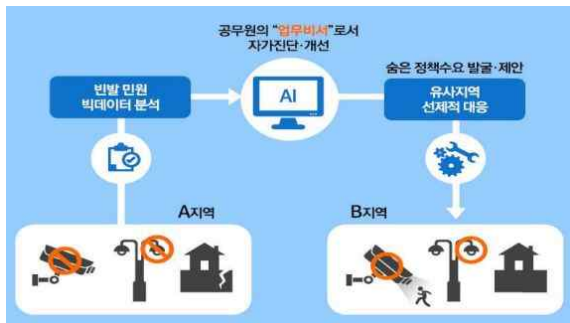 공무원의 "업무비서"로서
자가진단·개선
숨은 정책수요 발굴·제안
빈발 민원
빅데이터 분석
AI
유사지역
선제적 대응
A지역
B지역